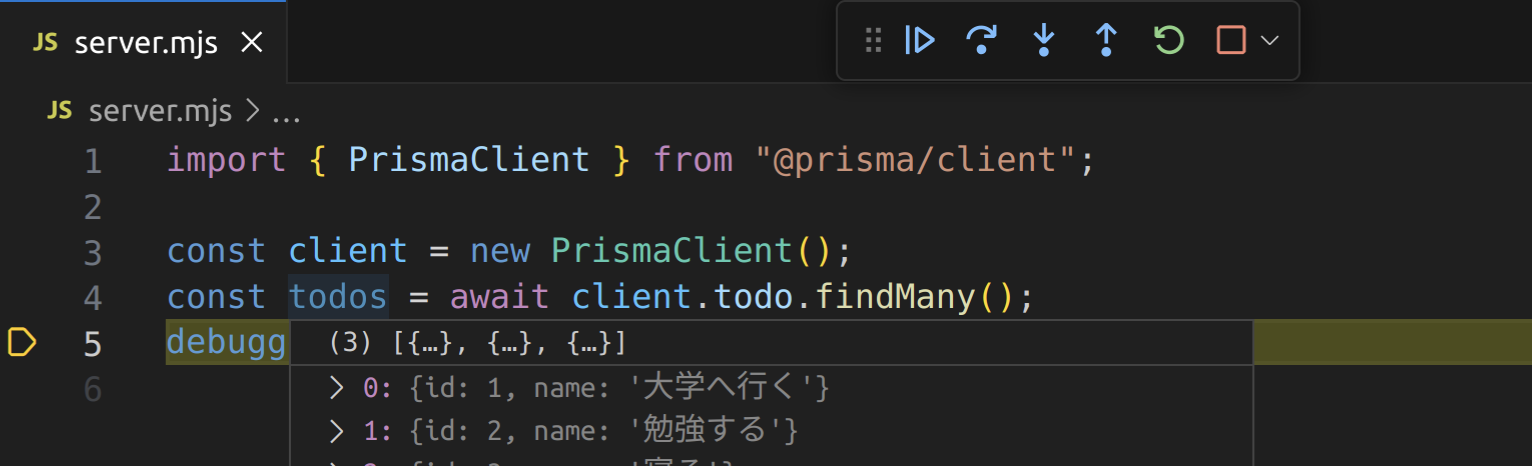 JS server.mjs
JS server.mjs > ...
1 import { PrismaClient } from "@prisma/client";
2
3 const client = new PrismaClient();
4 const todos = await client.todo.findMany();
5 debugg
(3) [{…}, {…}, {…}]
6
> 0: {id: 1, name: '大学へ行く'}
> 1: {id: 2, name: '勉強する'}